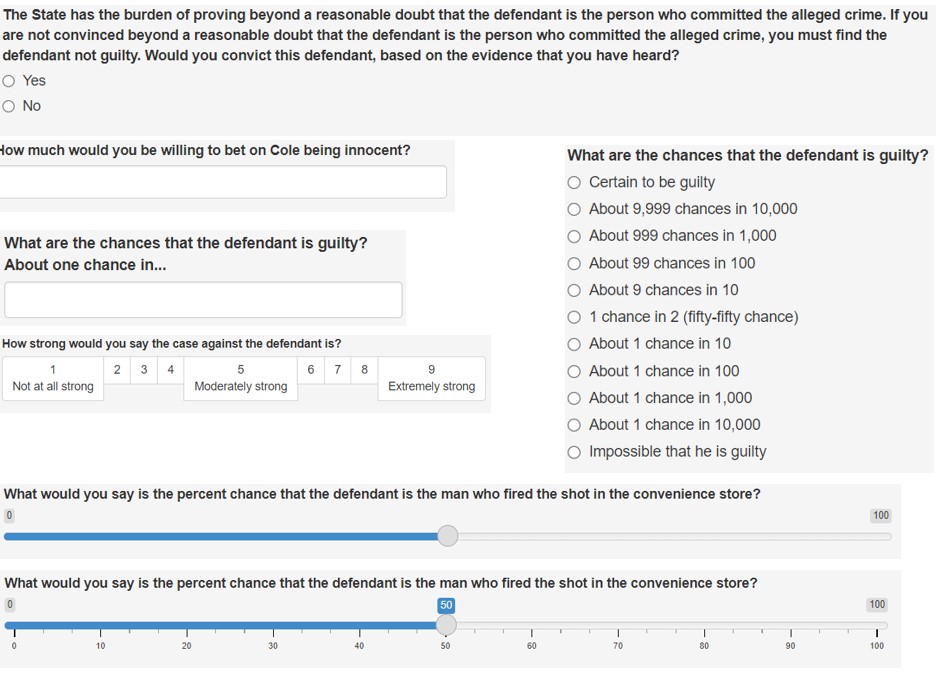 The State has the burden of proving beyond a reasonable doubt that the defendant is the person who committed the alleged crime. If you
are not convinced beyond a reasonable doubt that the defendant is the person who committed the alleged crime, you must find the
defendant not guilty. Would you convict this defendant, based on the evidence that you have heard?
Yes
No
How much would you be willing to bet on Cole being innocent?
What are the chances that the defendant is guilty?
About one chance in...
How strong would you say the case against the defendant is?
1 2 3 4 5 6 7 8 9
Not at all strong Moderately strong Extremely strong
What are the chances that the defendant is guilty?
Certain to be guilty
About 9,999 chances in 10,000
About 999 chances in 1,000
About 99 chances in 100
About 9 chances in 10
1 chance in 2 (fifty-fifty chance)
About 1 chance in 10
About 1 chance in 100
About 1 chance in 1,000
About 1 chance in 10,000
Impossible that he is guilty
What would you say is the percent chance that the defendant is the man who fired the shot in the convenience store?
0 100
What would you say is the percent chance that the defendant is the man who fired the shot in the convenience store?
0 50 100
0 10 20 30 40 50 60 70 80 90 100